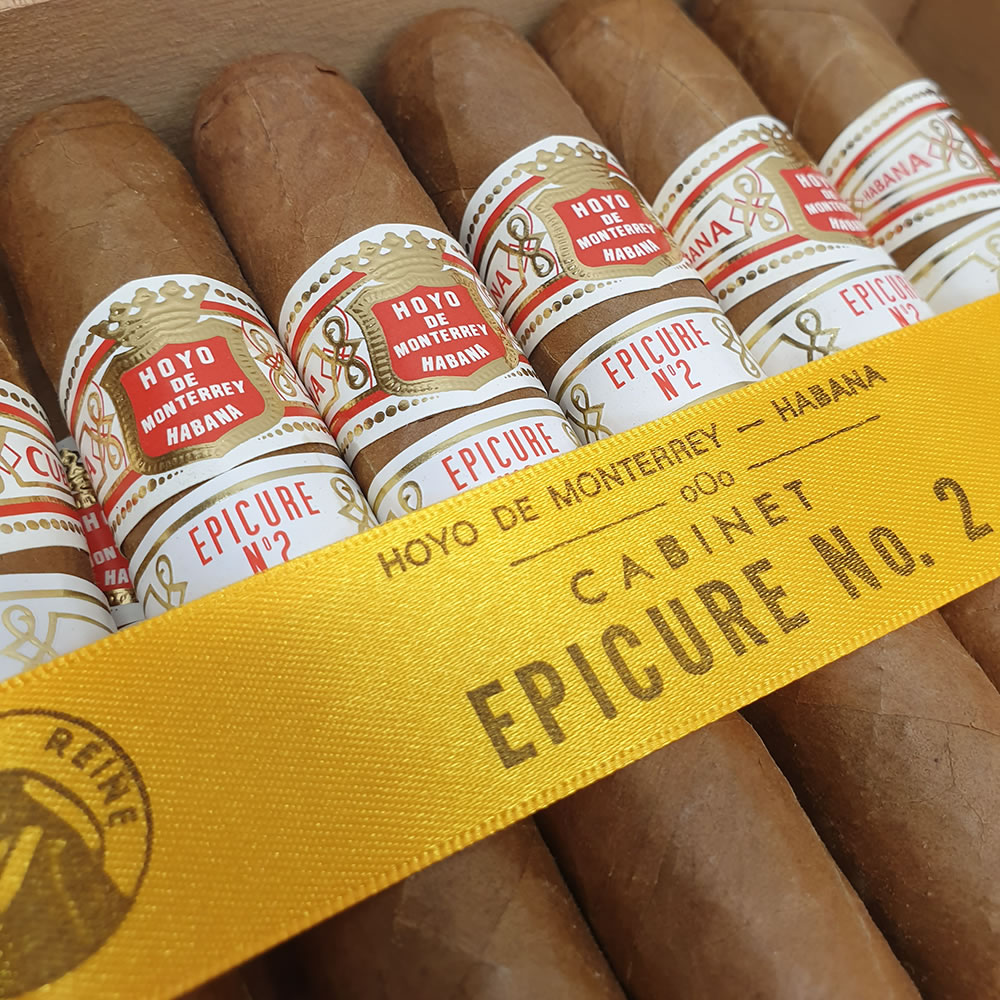 HOYO
DE
MONTERREY
HABANA
EPICURE
Nº2
HOYO
DE
MONTERREY
HABANA
EPICURE
HOYO
DE
MONTERREY
HABANA
EPICURE
Nº2
HOYO
DE
MONTERREY
HABANA
EPICURE
Nº2
HABANA
HOYO DE MONTERREY — HABANA
oOo
CABINET
EPICURE No. 2
REINE